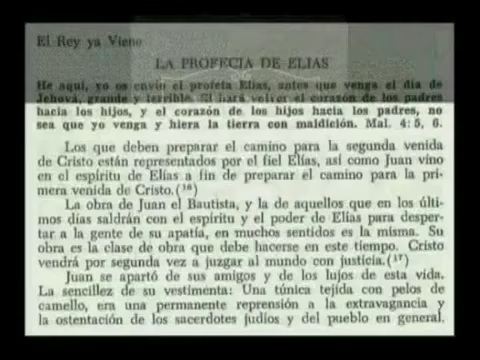 El Rey ya Viene
LA PROFECIA DE ELIAS
He aquí, yo os envío el profeta Elías, antes que venga el día de
Jehová, grande y terrible. El hará volver el corazón de los padres
hacia los hijos, y el corazón de los hijos hacia los padres, no
sea que yo venga y hiera la tierra con maldición. Mal. 4: 5, 6.
Los que deben preparar el camino para la segunda venida
de Cristo están representados por el fiel Elías, así como Juan vino
en el espíritu de Elías a fin de preparar el camino para la pri-
mera venida de Cristo.(16)
La obra de Juan el Bautista, y la de aquellos que en los últi-
mos días saldrán con el espíritu y el poder de Elías para desper-
tar a la gente de su apatía, en muchos sentidos es la misma. Su
obra es la clase de obra que debe hacerse en este tiempo. Cristo
vendrá por segunda vez a juzgar al mundo con justicia.(17)
Juan se apartó de sus amigos y de los lujos de esta vida.
La sencillez de su vestimenta: Una túnica tejida con pelos de
camello, era una permanente reprensión a la extravagancia y
la ostentación de los sacerdotes judíos y del pueblo en general.